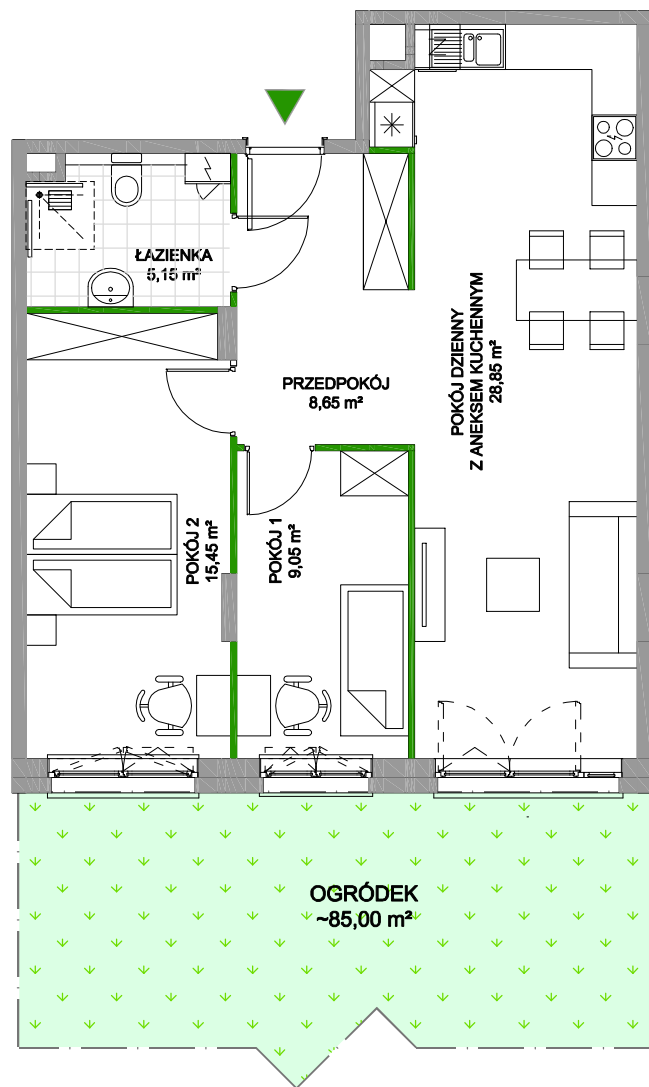 ŁAZIENKA
5,15 m²
PRZEDPOKÓJ
8,65 m²
POKÓJ DZIENNY
Z ANEKSEM KUCHENNYM
28,85 m²
POKÓJ 2
15,45 m²
POKÓJ 1
9,05 m²
OGRÓDEK
~85,00 m²